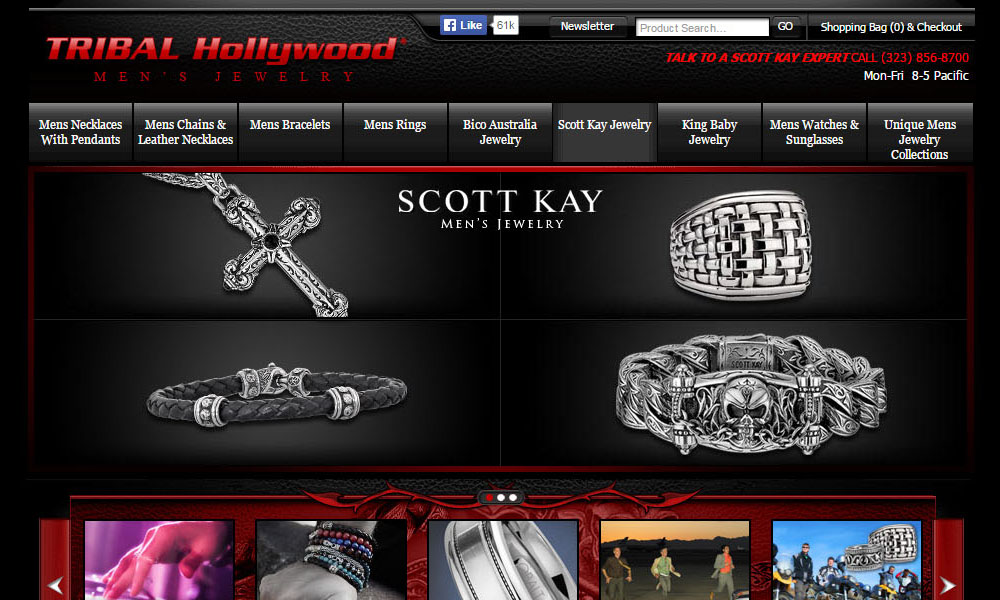 TRIBAL Hollywood
MEN'S JEWELRY
Like 61k
Newsletter
Product Search...
GO
Shopping Bag (0) & Checkout
TALK TO A SCOTT KAY EXPERT CALL (323) 856-8700
Mon-Fri 8-5 Pacific
Mens Necklaces
With Pendants
Mens Chains &
Leather Necklaces
Mens Bracelets
Mens Rings
Bico Australia
Jewelry
Scott Kay Jewelry
King Baby
Jewelry
Mens Watches &
Sunglasses
Unique Mens
Jewelry
Collections
SCOTT KAY
MEN'S JEWELRY
SCOTT KAY